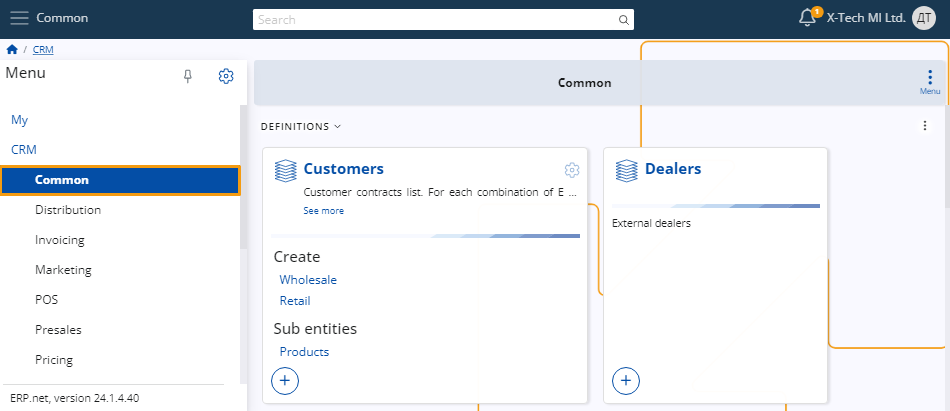 Common
Search
1
X-Tech MI Ltd.
ДТ
/ CRM
Menu
Common
Menu
My
CRM
Common
Distribution
Invoicing
Marketing
POS
Presales
Pricing
ERP.net, version 24.1.4.40
DEFINITIONS
Customers
Customer contracts list. For each combination of E ...
See more
Create
Wholesale
Retail
Sub entities
Products
Dealers
External dealers